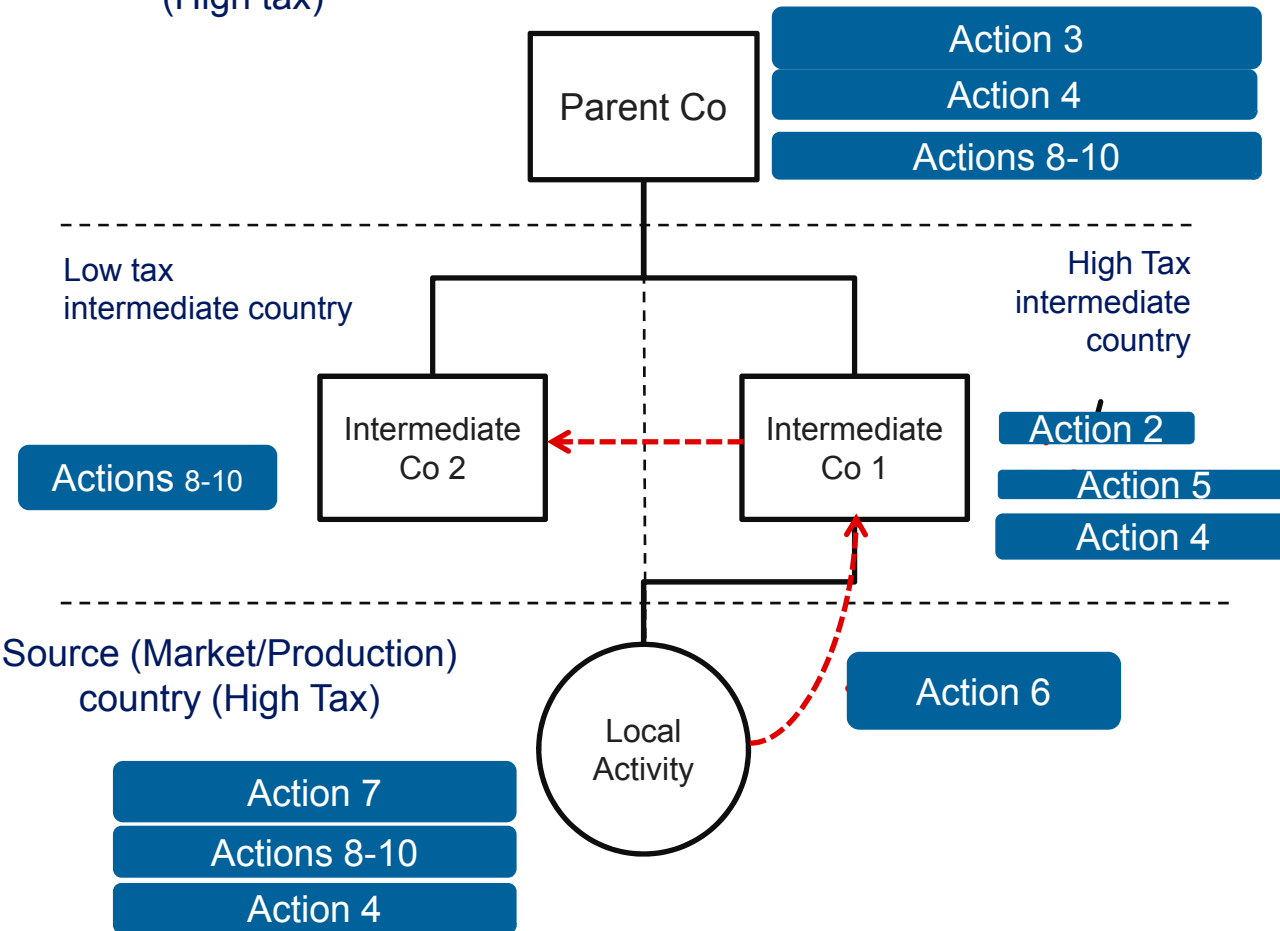 (High tax)
Parent Co
Action 3
Action 4
Actions 8-10
Low tax
intermediate country
High Tax
intermediate
country
Intermediate
Co 2
Intermediate
Co 1
Actions 8-10
Action 2
Action 5
Action 4
Source (Market/Production)
country (High Tax)
Local
Activity
Action 6
Action 7
Actions 8-10
Action 4